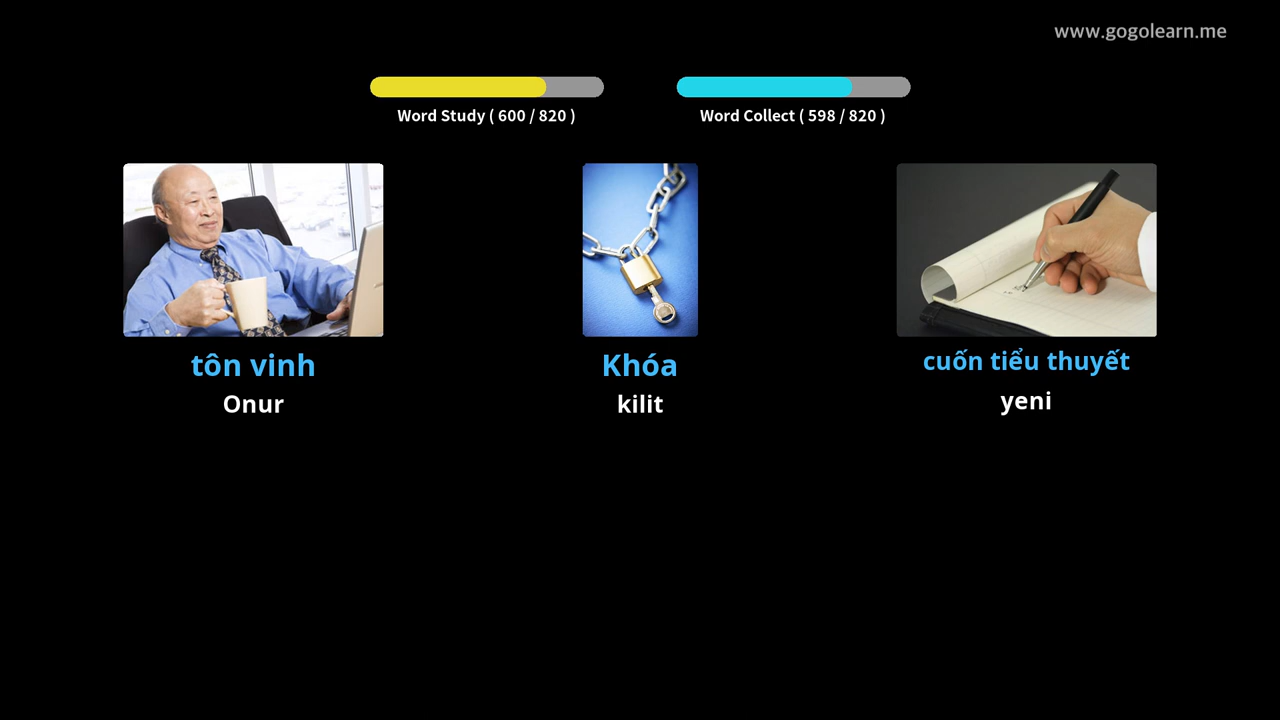 www.gogolearn.me
Word Study ( 600 / 820 )
Word Collect ( 598 / 820 )
tôn vinh
Onur
Khóa
kilit
cuốn tiểu thuyết
yeni